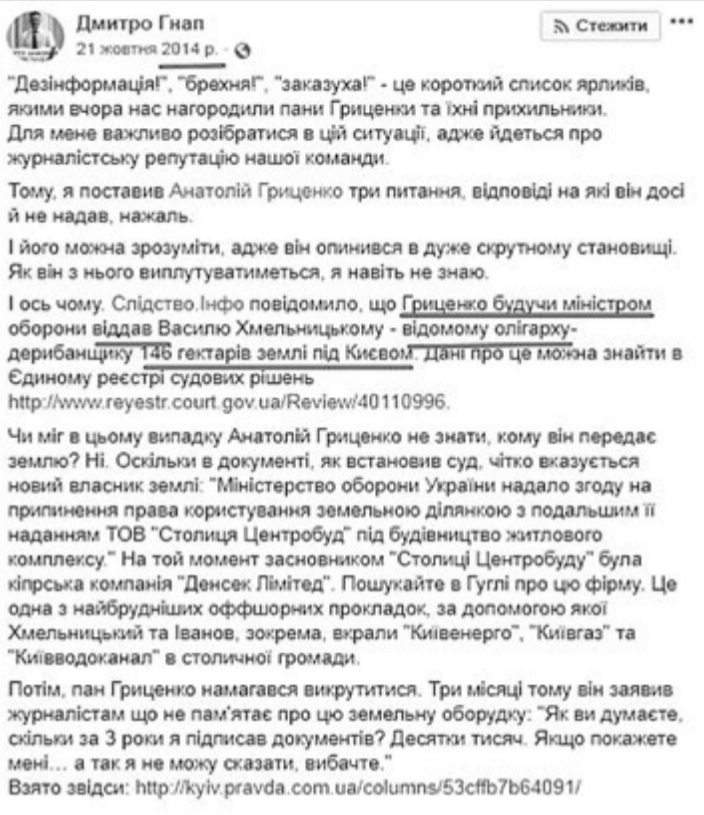 Дмитро Гнап
Стежити
21 жовтня 2014 р. ·
"Дезінформація!", "брехня!", "заказуха!" - це короткий список ярликів,
якими вчора нас нагородили пани Гриценки та їхні прихильники.
Для мене важливо розібратися в цій ситуації, адже йдеться про
журналістську репутацію нашої команди.
Тому, я поставив Анатолій Гриценко три питання, відповіді на які він досі
й не надав, нажаль.
І його можна зрозуміти, адже він опинився в дуже скрутному становищі.
Як він з нього виплутуватиметься, я навіть не знаю.
І ось чому. Слідство.Інфо повідомило, що Гриценко будучи міністром
оборони віддав Василю Хмельницькому - відомому олігарху-
дерибанщику 146 гектарів землі під Києвом. Дані про це можна знайти в
Єдиному реєстрі судових рішень
http://www.reyestr.court.gov.ua/Review/40110996.
Чи міг в цьому випадку Анатолій Гриценко не знати, кому він передає
землю? Ні. Оскільки в документі, як встановив суд, чітко вказується
новий власник землі: "Міністерство оборони України надало згоду на
припинення права користування земельною ділянкою з подальшим її
наданням ТОВ "Столиця Центробуд" під будівництво житлового
комплексу." На той момент засновником "Столиці Центробуду" була
кіпрська компанія "Денсек Лімітед". Пошукайте в Гуглі про цю фірму. Це
одна з найбрудніших оффшорних прокладок, за допомогою якої
Хмельницький та Іванов, зокрема, вкрали "Київенерго", "Київгаз" та
"Київводоканал" в столичної громади.
Потім, пан Гриценко намагався викрутитися. Три місяці тому він заявив
журналістам що не пам'ятає про цю земельну оборудку: "Як ви думаєте,
скільки за 3 роки я підписав документів? Десятки тисяч. Якщо покажете
мені... а так я не можу сказати, вибачте."
Взято звідси: http://kyiv.pravda.com.ua/columns/53cffb7b64091/